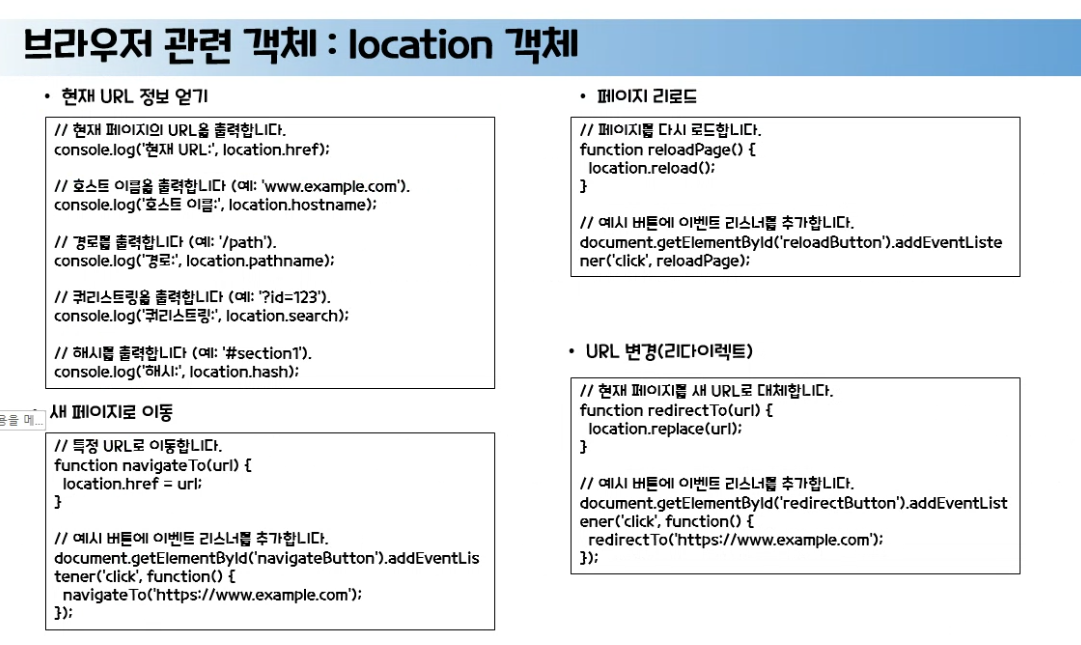 브라우저 관련 객체 : location 객체
• 현재 URL 정보 얻기
// 현재 페이지의 URL을 출력합니다.
console.log('현재 URL:', location.href);
// 호스트 이름을 출력합니다 (예: 'www.example.com').
console.log('호스트 이름:', location.hostname);
// 경로를 출력합니다 (예: '/path').
console.log('경로:', location.pathname);
// 쿼리스트링을 출력합니다 (예: '?id=123').
console.log('쿼리스트링:', location.search);
// 해시를 출력합니다 (예: '#section1').
console.log('해시:', location.hash);
새 페이지로 이동
용을 메...
// 특정 URL로 이동합니다.
function navigateTo(url) {
location.href = url;
}
// 예시 버튼에 이벤트 리스너를 추가합니다.
document.getElementById('navigateButton').addEventLis
tener('click', function() {
navigateTo('https://www.example.com');
});
• 페이지 리로드
// 페이지를 다시 로드합니다.
function reloadPage() {
location.reload();
}
// 예시 버튼에 이벤트 리스너를 추가합니다.
document.getElementById('reloadButton').addEventListe
ner('click', reloadPage);
• URL 변경(리다이렉트)
// 현재 페이지를 새 URL로 대체합니다.
function redirectTo(url) {
location.replace(url);
}
// 예시 버튼에 이벤트 리스너를 추가합니다.
document.getElementById('redirectButton').addEventList
ener('click', function() {
redirectTo('https://www.example.com');
});